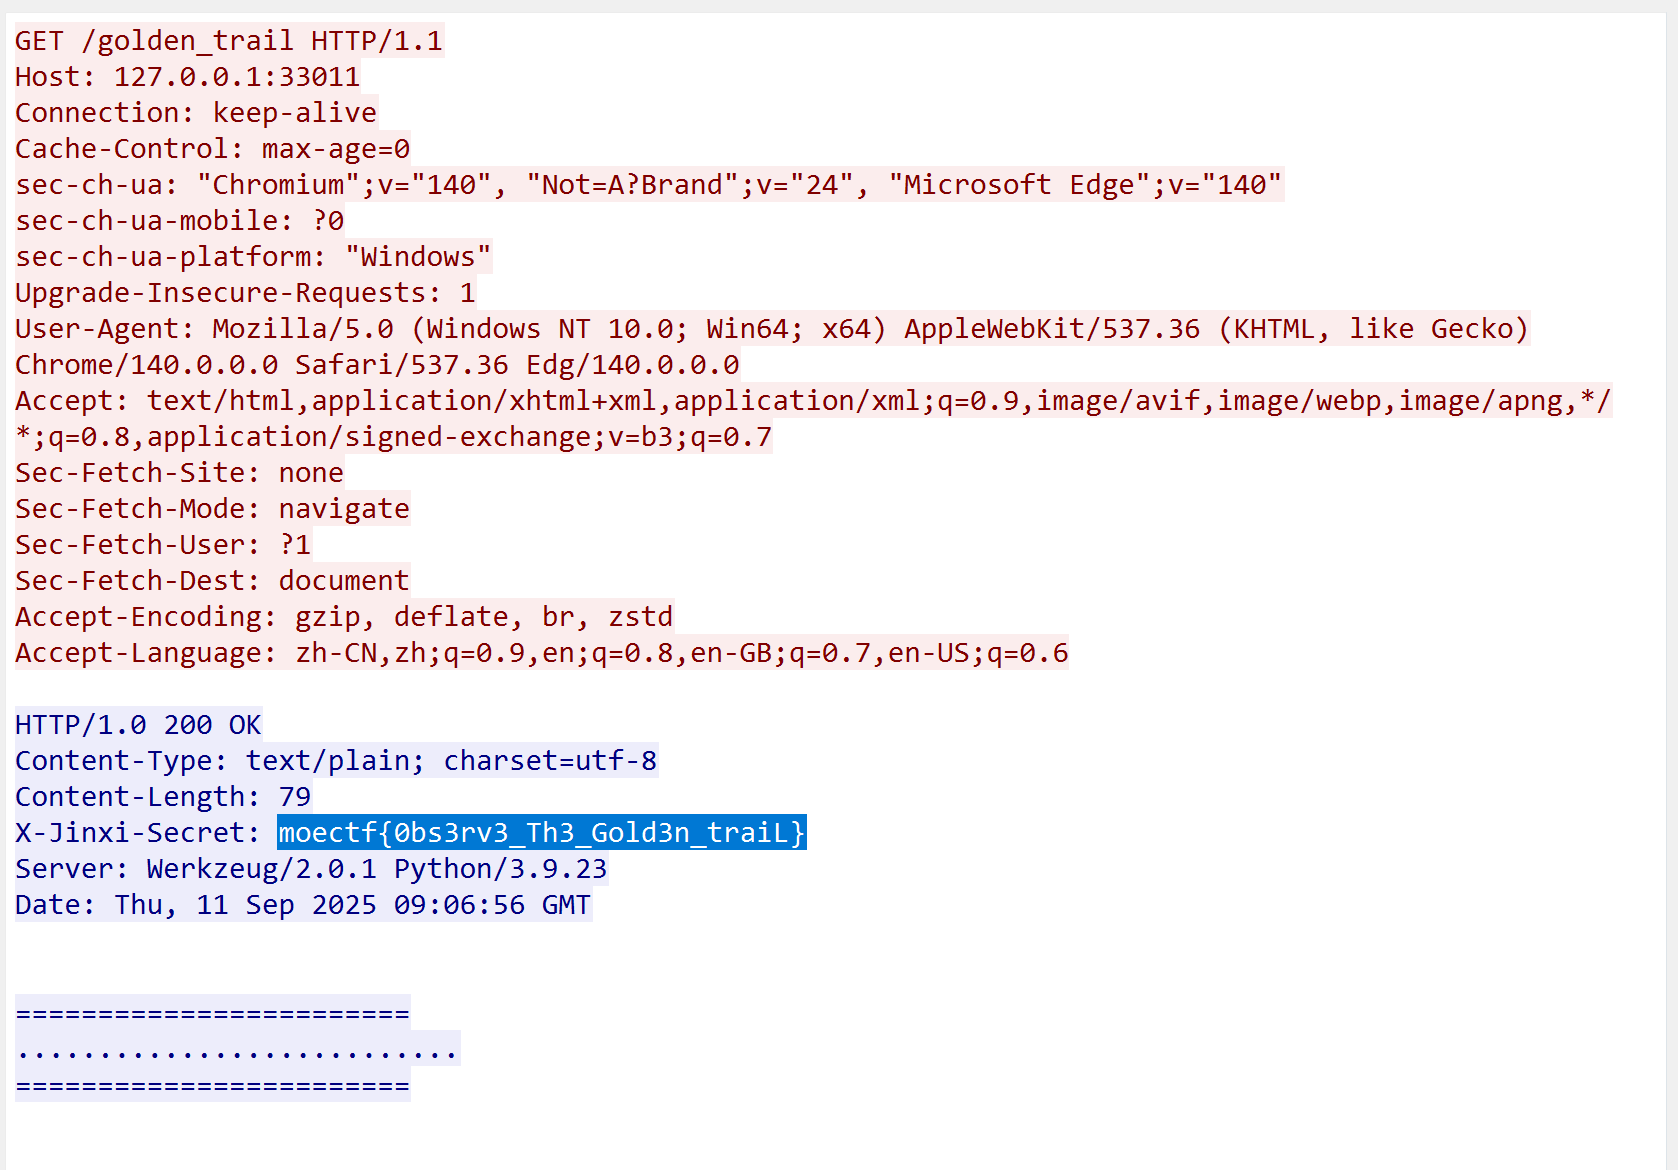 GET /golden_trail HTTP/1.1
Host: 127.0.0.1:33011
Connection: keep-alive
Cache-Control: max-age=0
sec-ch-ua: "Chromium";v="140", "Not=A?Brand";v="24", "Microsoft Edge";v="140"
sec-ch-ua-mobile: ?0
sec-ch-ua-platform: "Windows"
Upgrade-Insecure-Requests: 1
User-Agent: Mozilla/5.0 (Windows NT 10.0; Win64; x64) AppleWebKit/537.36 (KHTML, like Gecko)
Chrome/140.0.0.0 Safari/537.36 Edg/140.0.0.0
Accept: text/html,application/xhtml+xml,application/xml;q=0.9,image/avif,image/webp,image/apng,*/
*;q=0.8,application/signed-exchange;v=b3;q=0.7
Sec-Fetch-Site: none
Sec-Fetch-Mode: navigate
Sec-Fetch-User: ?1
Sec-Fetch-Dest: document
Accept-Encoding: gzip, deflate, br, zstd
Accept-Language: zh-CN,zh;q=0.9,en;q=0.8,en-GB;q=0.7,en-US;q=0.6
HTTP/1.0 200 OK
Content-Type: text/plain; charset=utf-8
Content-Length: 79
X-Jinxi-Secret: moectf{0bs3rv3_Th3_Gold3n_traiL}
Server: Werkzeug/2.0.1 Python/3.9.23
Date: Thu, 11 Sep 2025 09:06:56 GMT
========================
...........................
========================